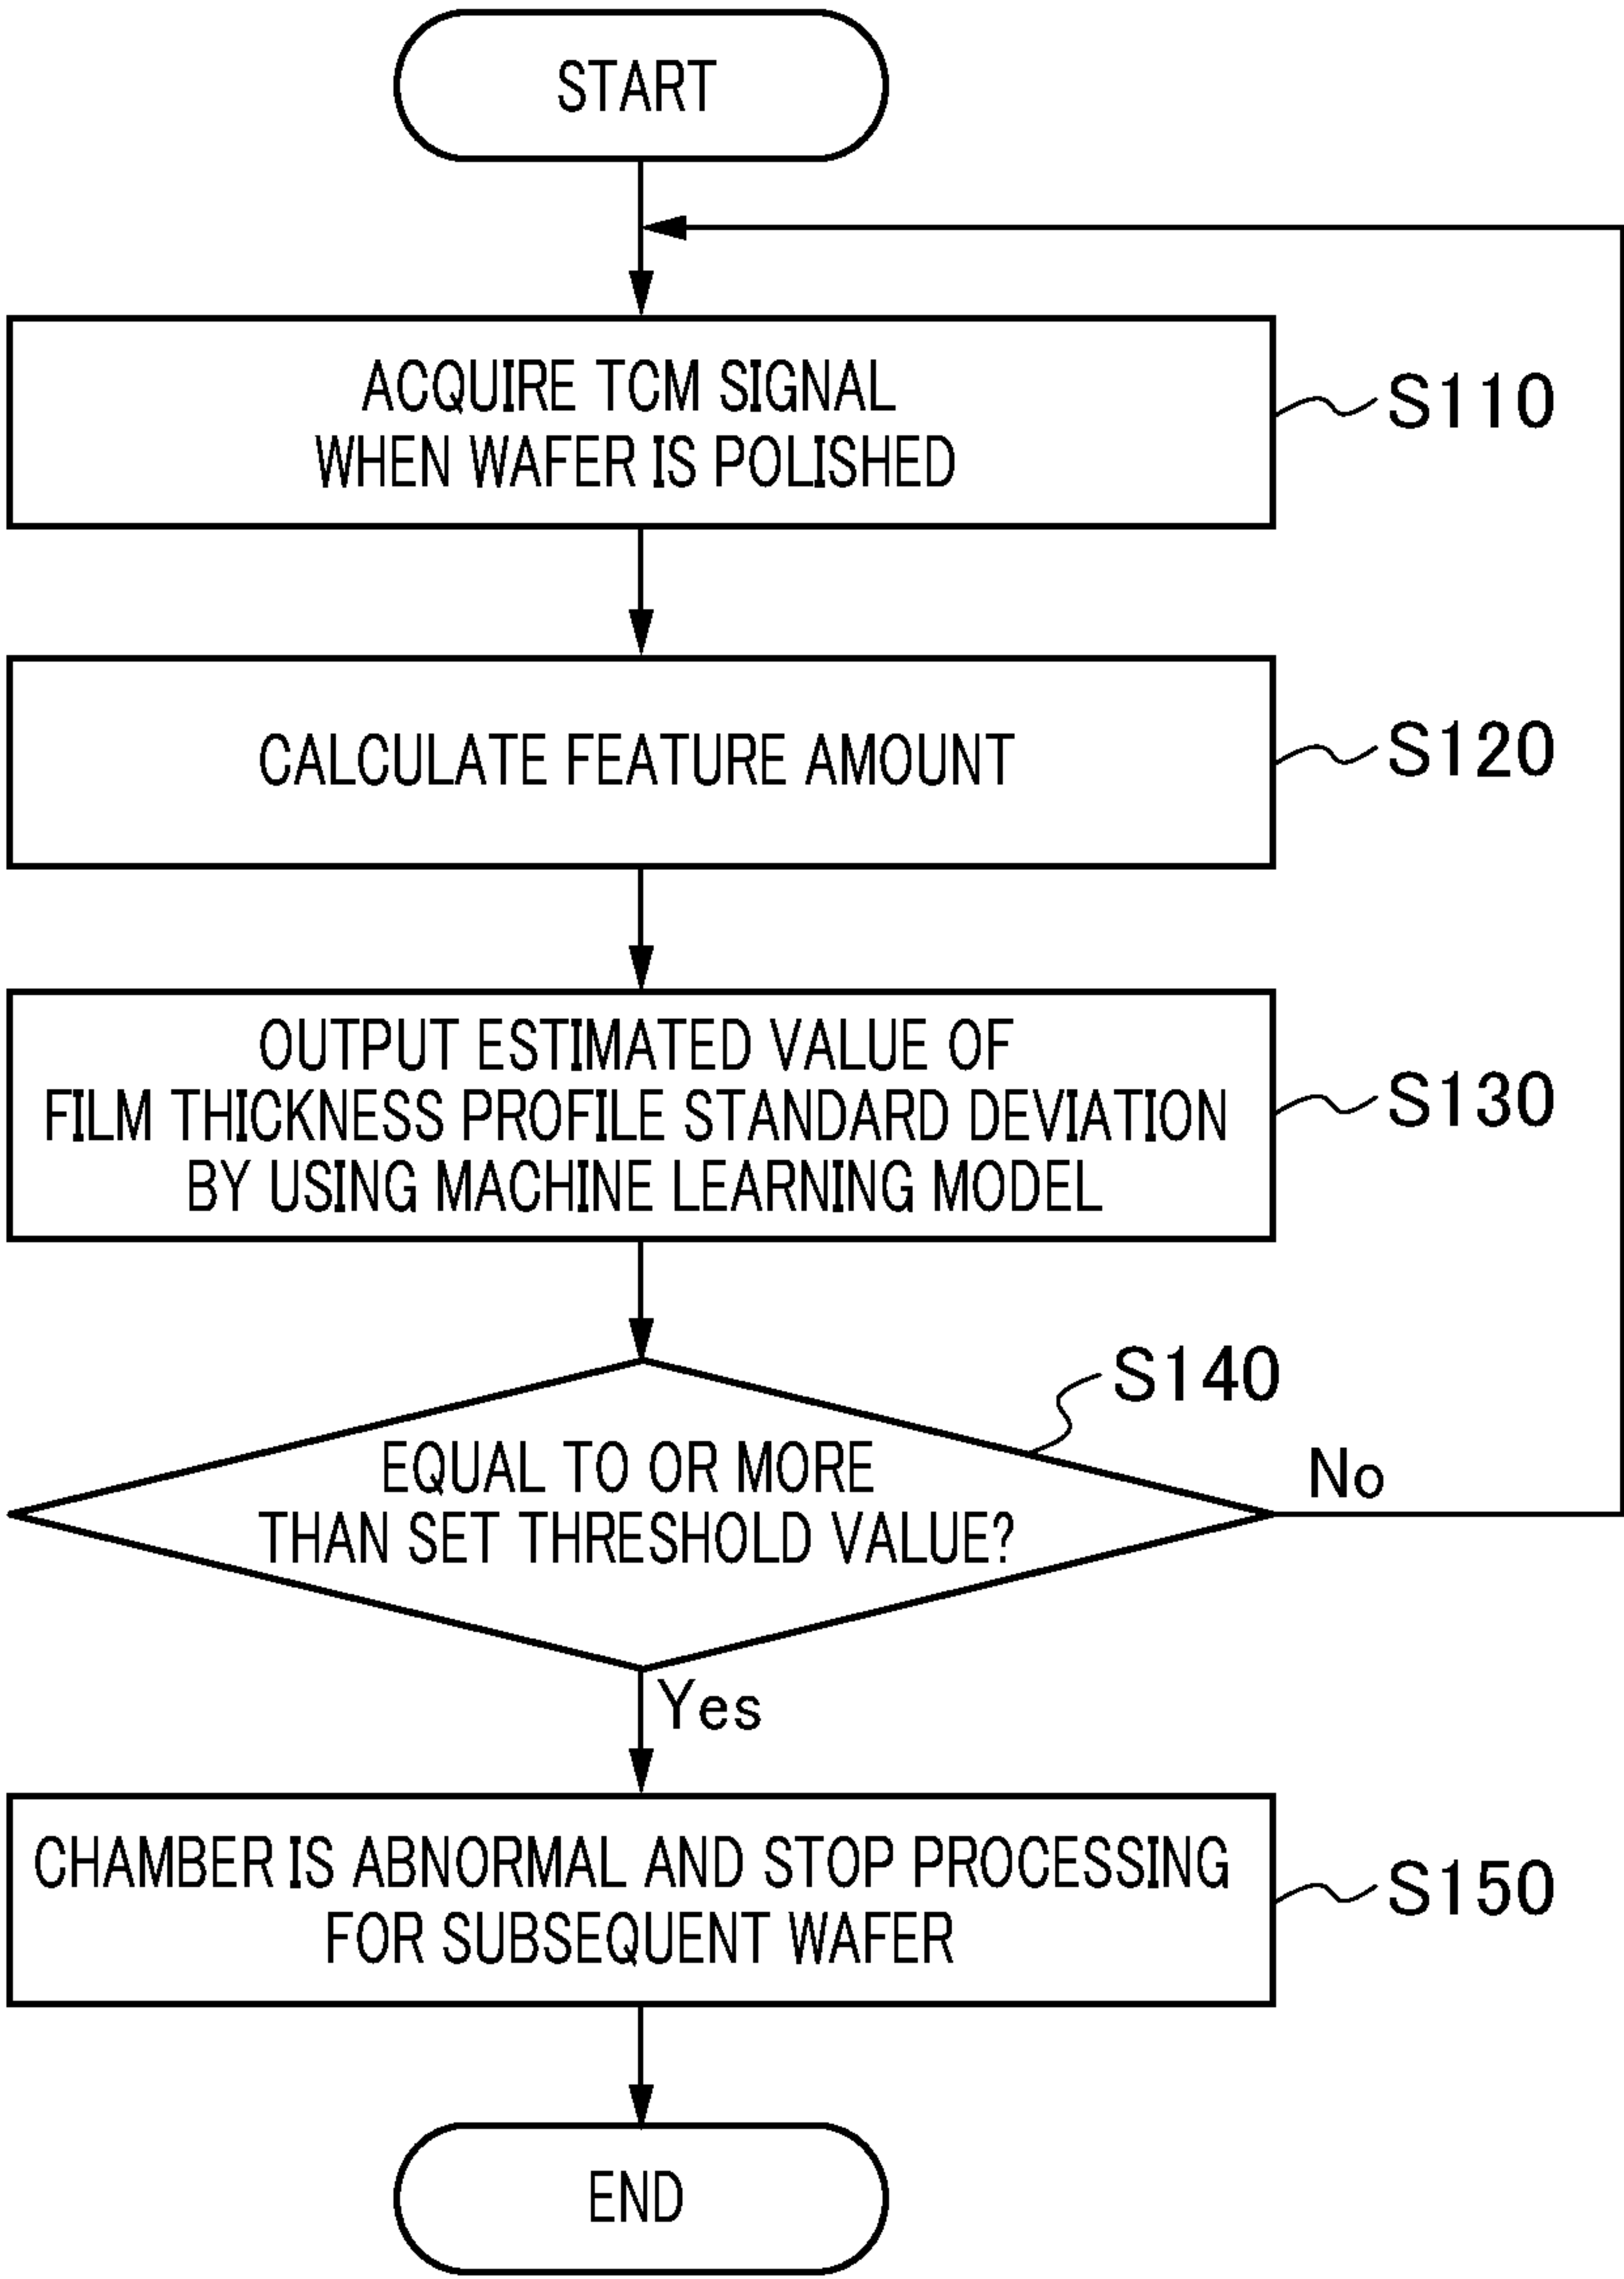 START
ACQUIRE TCM SIGNAL
WHEN WAFER IS POLISHED
S110
CALCULATE FEATURE AMOUNT
S120
OUTPUT ESTIMATED VALUE OF
FILM THICKNESS PROFILE STANDARD DEVIATION
BY USING MACHINE LEARNING MODEL
S130
S140
EQUAL TO OR MORE
THAN SET THRESHOLD VALUE?
No
Yes
CHAMBER IS ABNORMAL AND STOP PROCESSING
FOR SUBSEQUENT WAFER
S150
END